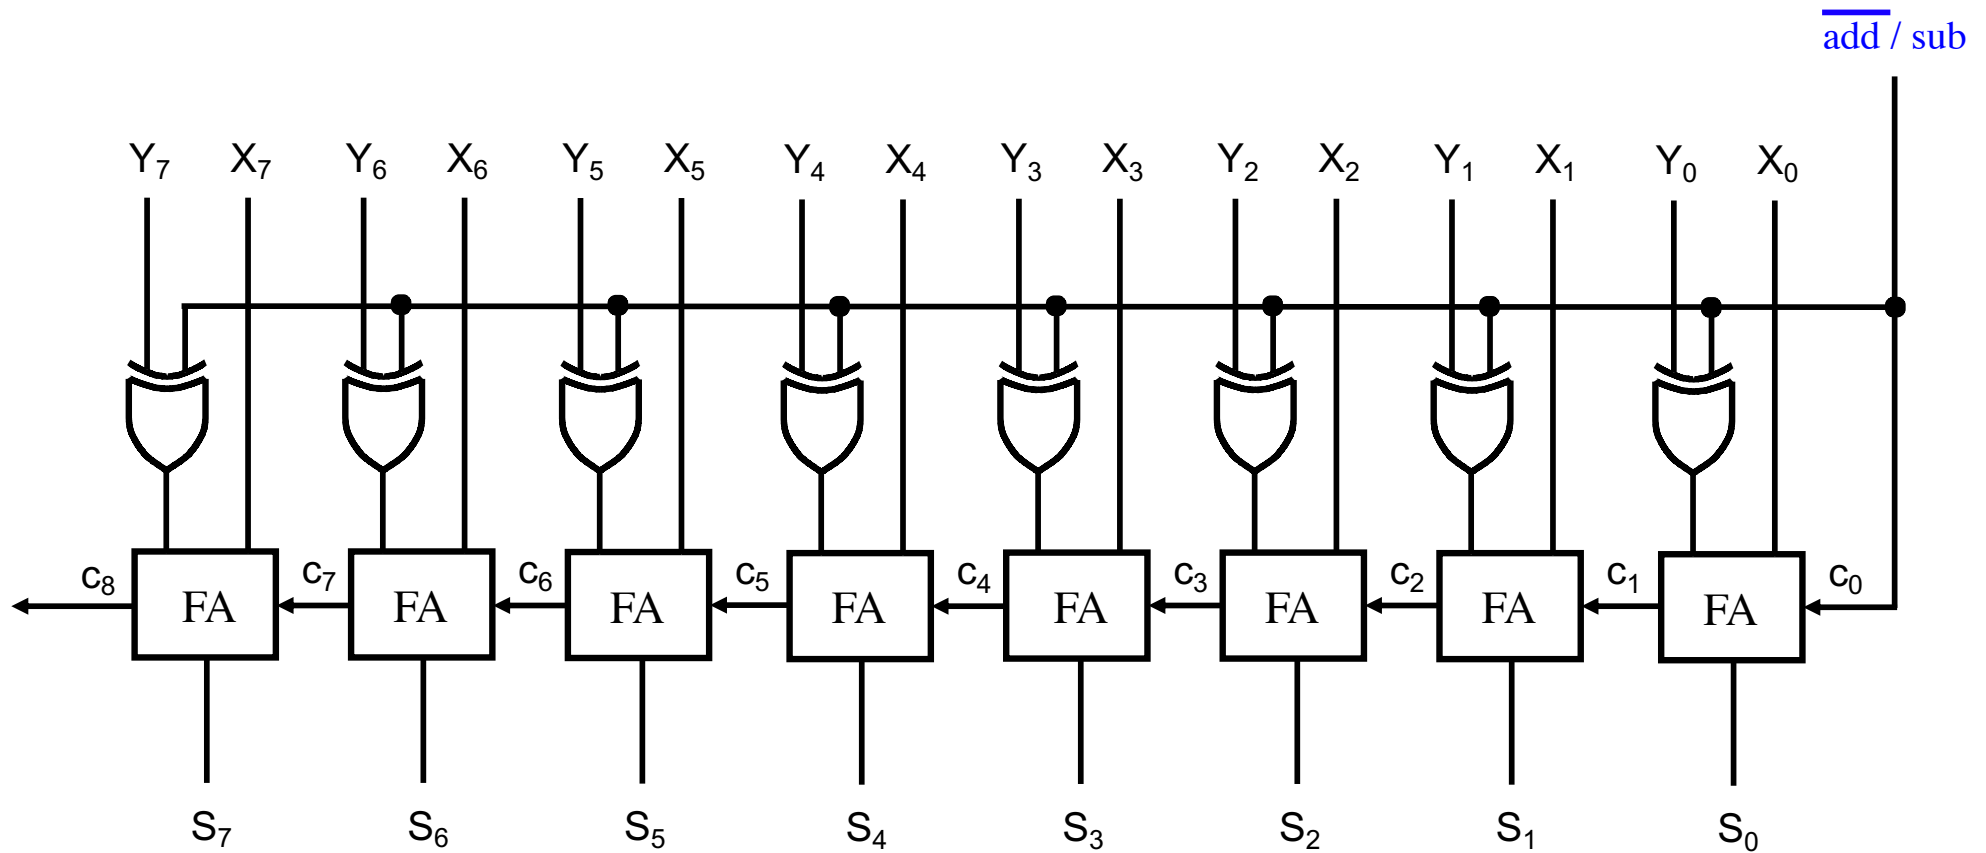 add / sub
Y7 X7 Y6 X6 Y5 X5 Y4 X4 Y3 X3 Y2 X2 Y1 X1 Y0 X0
c8 FA c7 FA c6 FA c5 FA c4 FA c3 FA c2 FA c1 FA c0
S7 S6 S5 S4 S3 S2 S1 S0